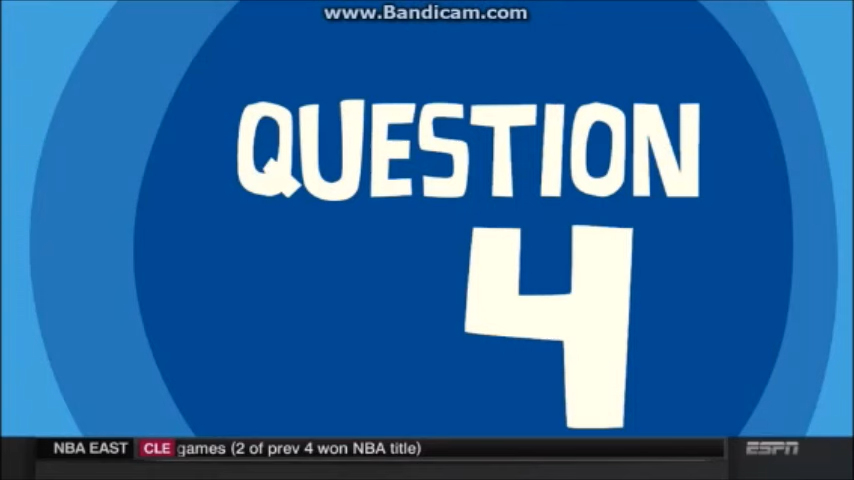 www.Bandicam.com
QUESTION
4
NBA EAST CLE games (2 of prev 4 won NBA title) ESPN